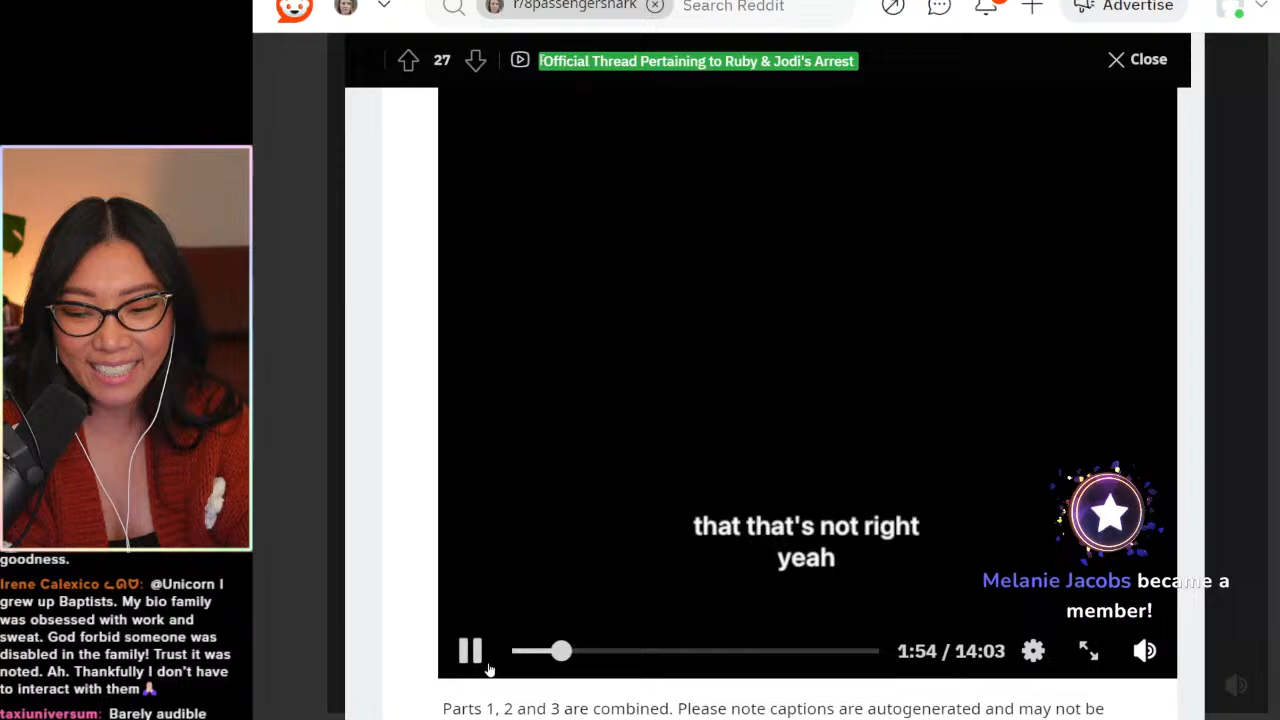 r/8passengersnark
Search Reddit
Advertise
27
Official Thread Pertaining to Ruby & Jodi's Arrest
Close
that that's not right
yeah
Melanie Jacobs became a
member!
1:54 / 14:03
Parts 1, 2 and 3 are combined. Please note captions are autogenerated and may not be
goodness.
Irene Calexico ᓚᘏᗢ: @Unicorn I
grew up Baptists. My bio family
was obsessed with work and
sweat. God forbid someone was
disabled in the family! Trust it was
noted. Ah. Thankfully I don't have
to interact with them🙏🏻
taxiuniversum: Barely audible